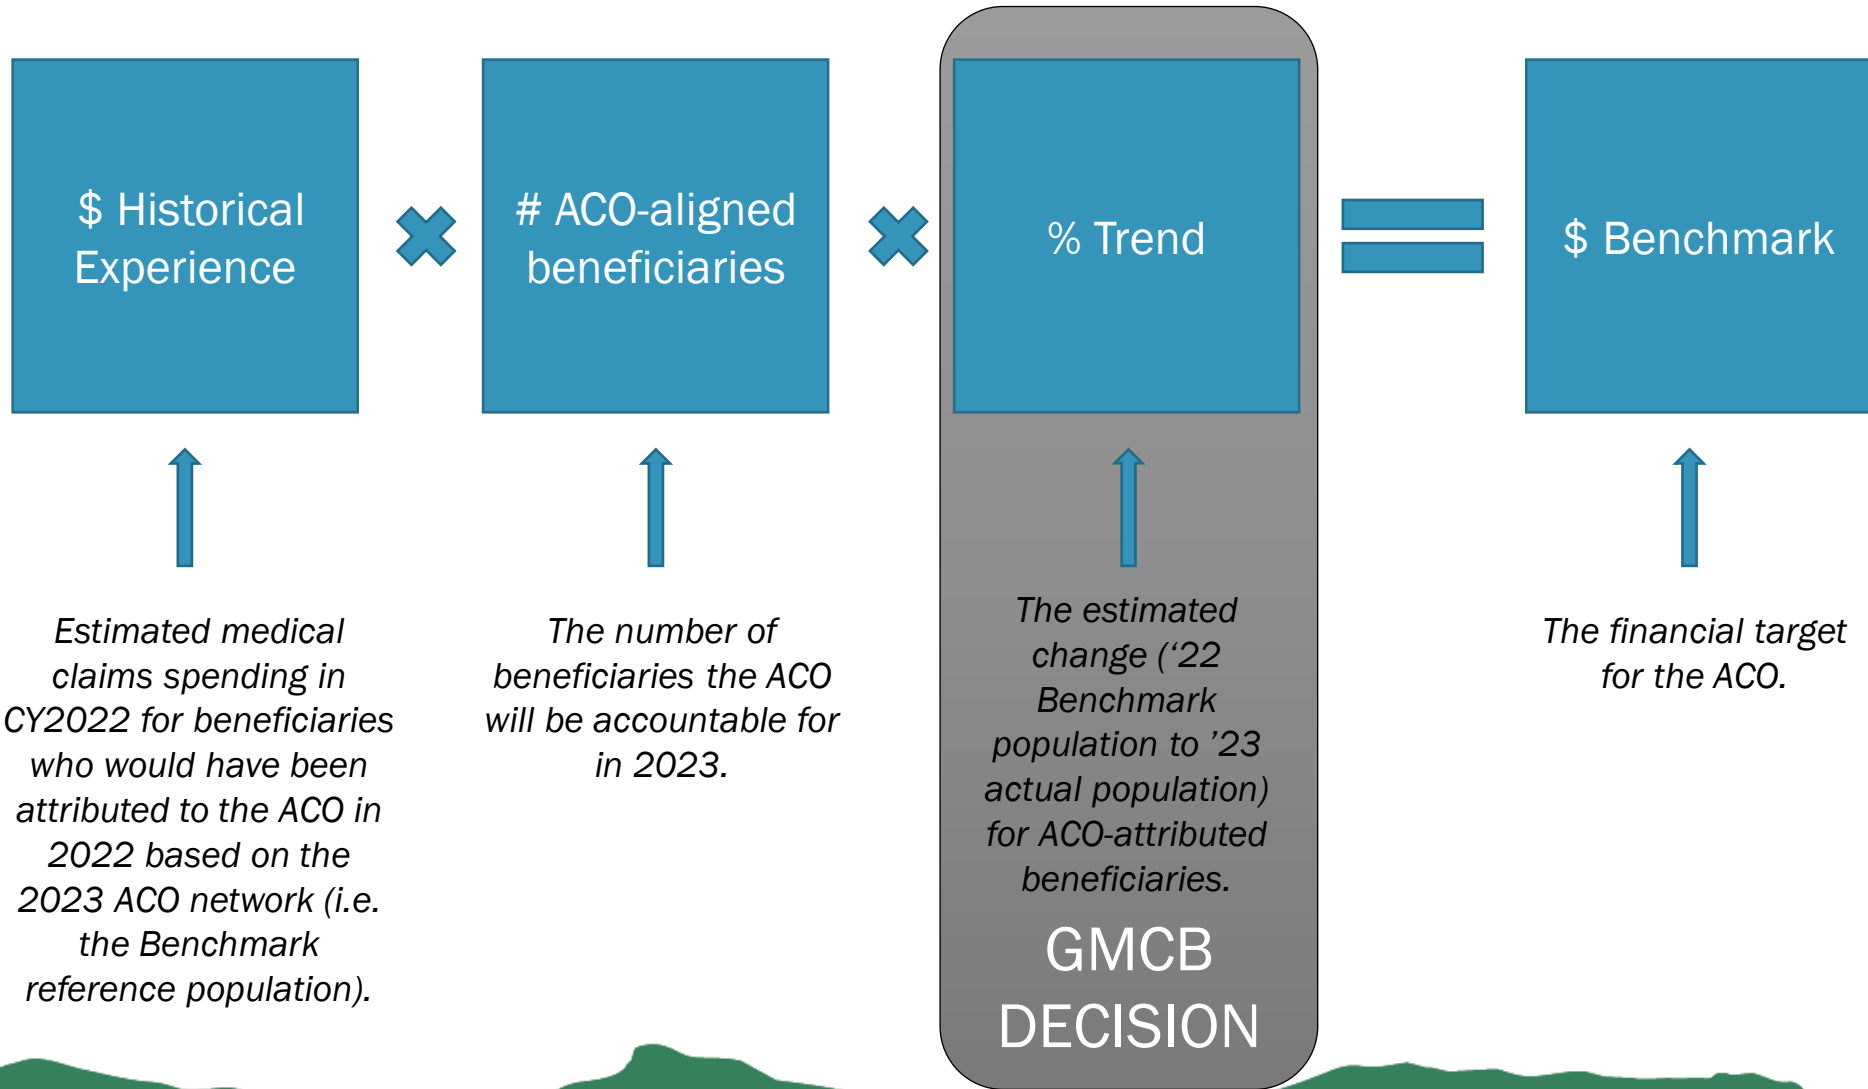 $ Historical
Experience
# ACO-aligned
beneficiaries
% Trend
$ Benchmark
Estimated medical
claims spending in
CY2022 for beneficiaries
who would have been
attributed to the ACO in
2022 based on the
2023 ACO network (i.e.
the Benchmark
reference population).
The number of
beneficiaries the ACO
will be accountable for
in 2023.
The estimated
change (‘22
Benchmark
population to ’23
actual population)
for ACO-attributed
beneficiaries.
GMCB
DECISION
The financial target
for the ACO.